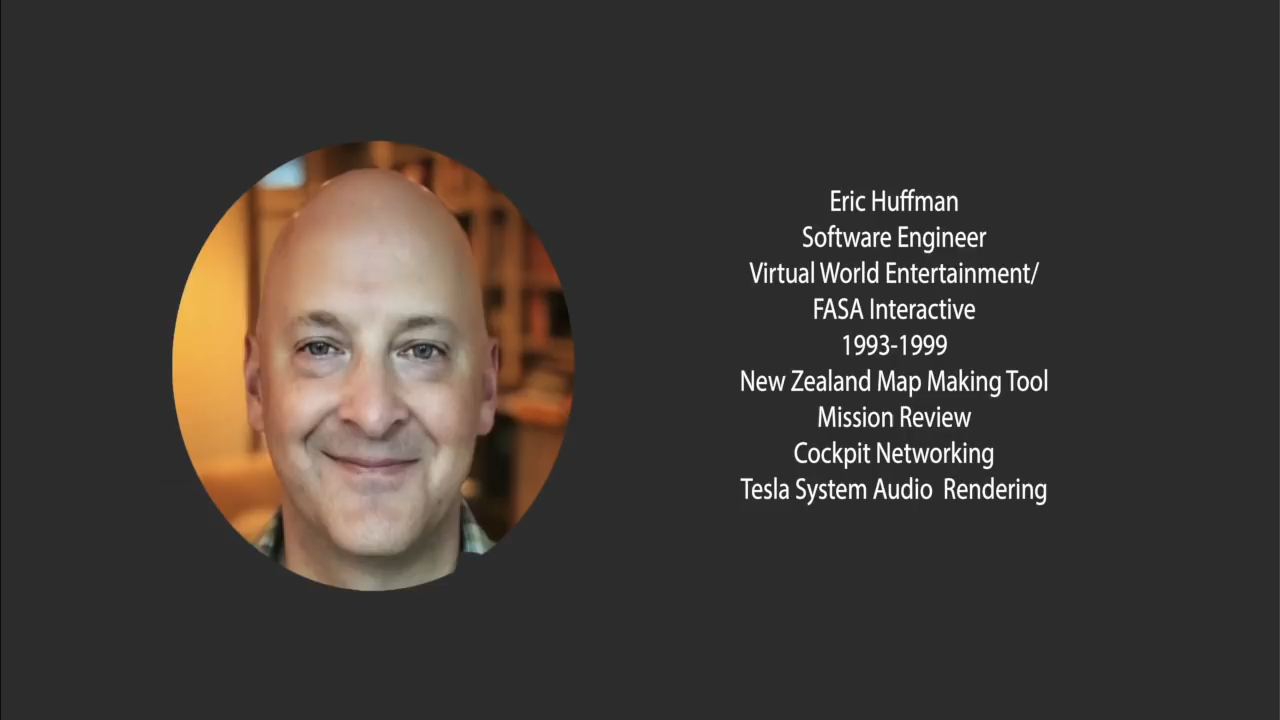 Eric Huffman
Software Engineer
Virtual World Entertainment/
FASA Interactive
1993-1999
New Zealand Map Making Tool
Mission Review
Cockpit Networking
Tesla System Audio  Rendering